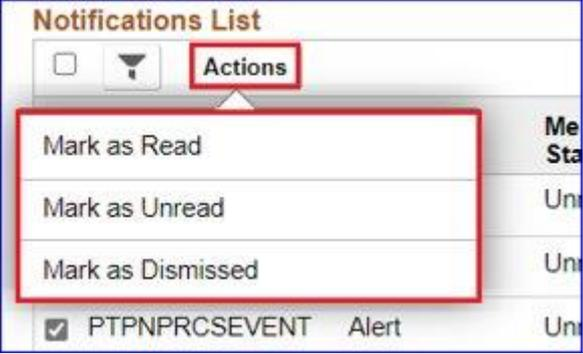 Notifications List
Actions
Mark as Read
Mark as Unread
Mark as Dismissed
PTPNPRCSEVENT Alert